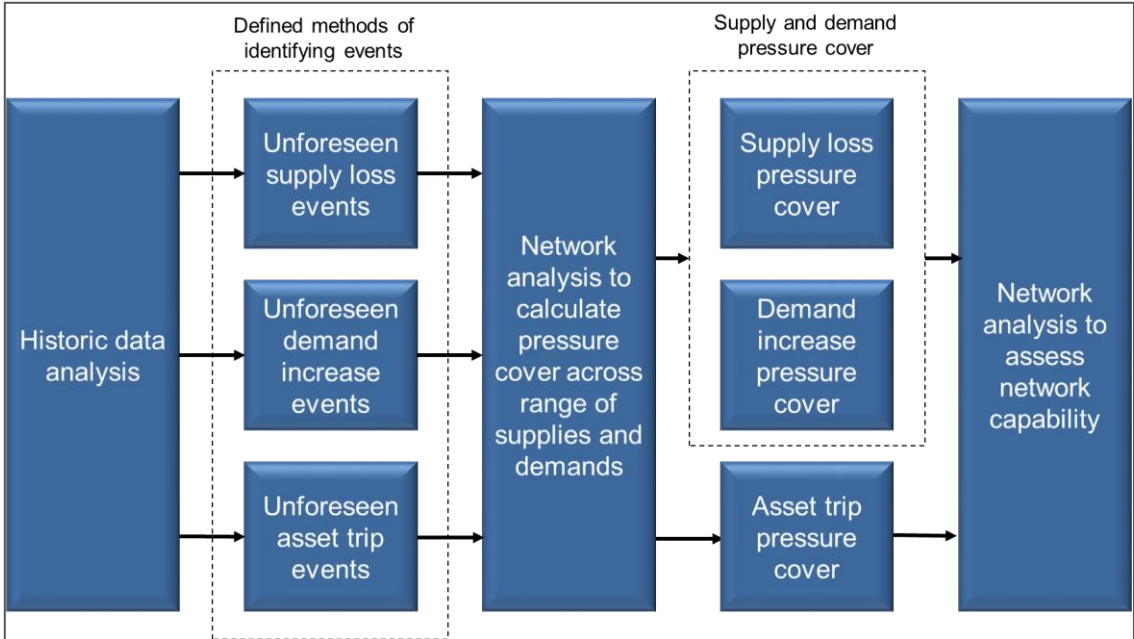 Defined methods of
identifying events
Supply and demand
pressure cover
Historic data
analysis
Unforeseen
supply loss
events
Unforeseen
demand
increase events
Unforeseen
asset trip
events
Network
analysis to
calculate
pressure
cover across
range of
supplies and
demands
Supply loss
pressure
cover
Demand
increase
pressure
cover
Asset trip
pressure
cover
Network
analysis to
assess
network
capability